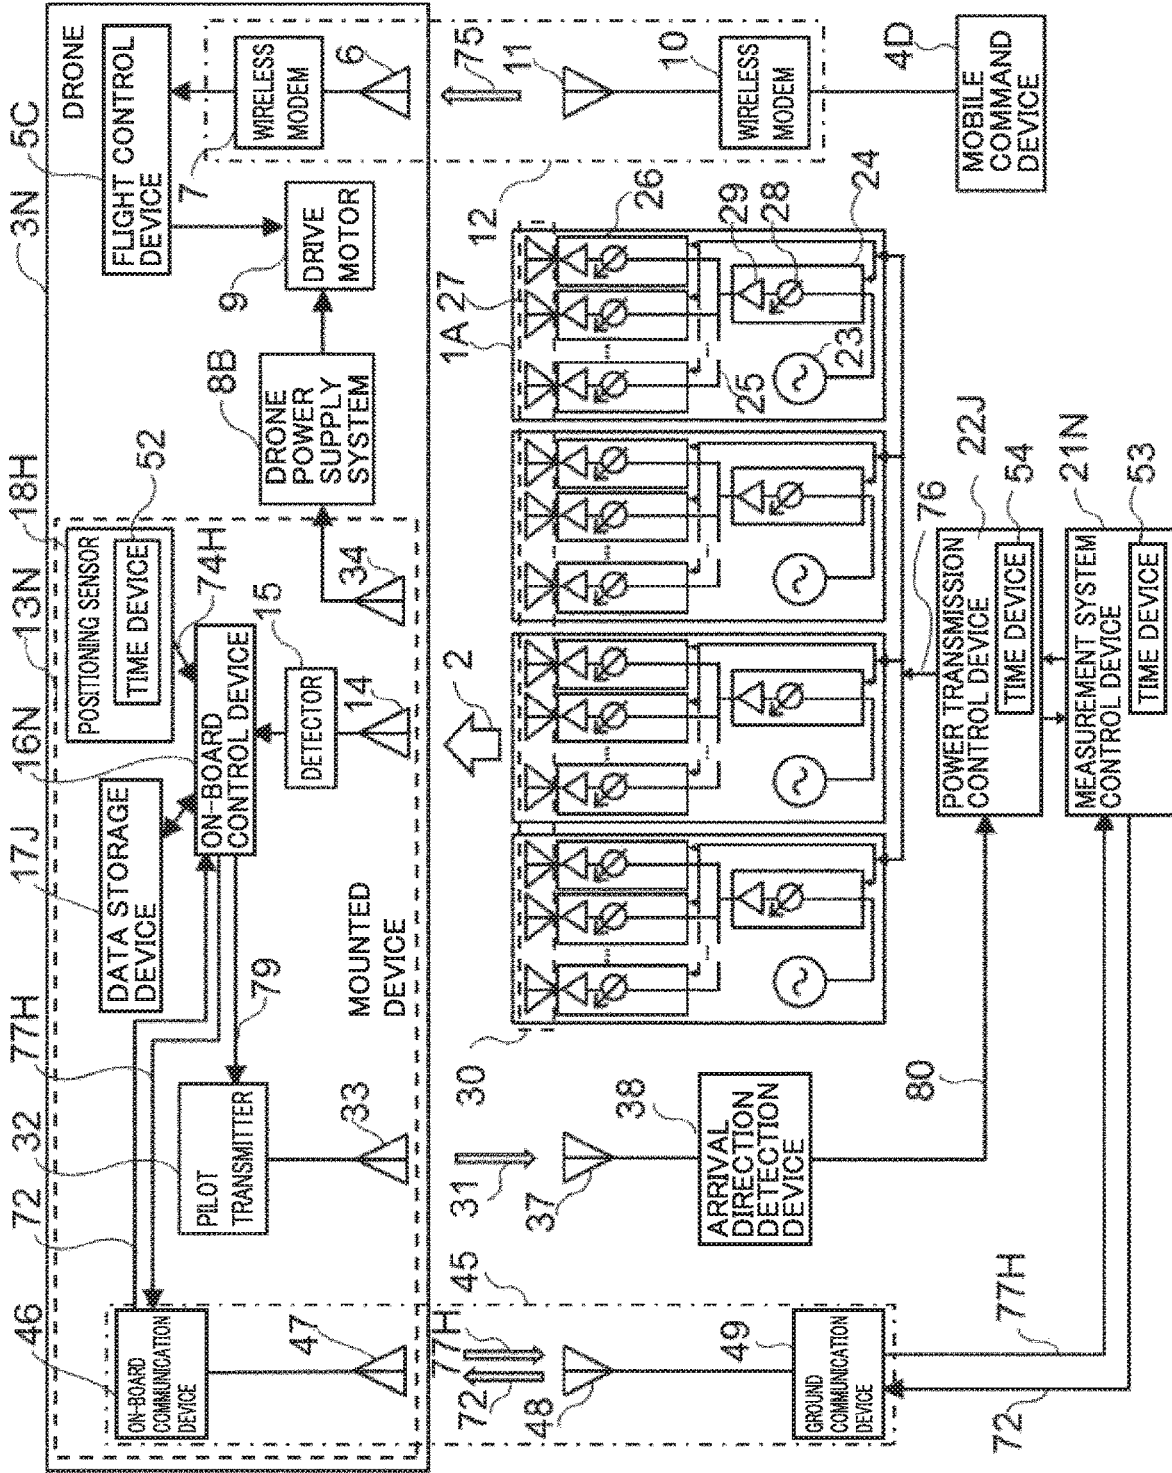 46
72
32
77H
17J
16N
13N
18H
3N
5C
DRONE
POSITIONING SENSOR
52
TIME DEVICE
DATA STORAGE
DEVICE
FLIGHT CONTROL
DEVICE
ON-BOARD
COMMUNICATION
DEVICE
74H
7
ON-BOARD
CONTROL DEVICE
8B
9
PILOT
TRANSMITTER
79
15
WIRELESS
MODEM
DRONE
POWER
SUPPLY
SYSTEM
DRIVE
MOTOR
DETECTOR
47
33
MOUNTED
DEVICE
14
34
6
77H
72
45
31
30
2
1A
27
12
75
48
37
11
38
26
10
49
29
28
24
25
23
ARRIVAL
DIRECTION
DETECTION
DEVICE
WIRELESS
MODEM
GROUND
COMMUNICATION
DEVICE
4D
80
76
22J
MOBILE
COMMAND
DEVICE
POWER TRANSMISSION
CONTROL DEVICE
54
TIME DEVICE
72
77H
21N
MEASUREMENT SYSTEM
CONTROL DEVICE
53
TIME DEVICE